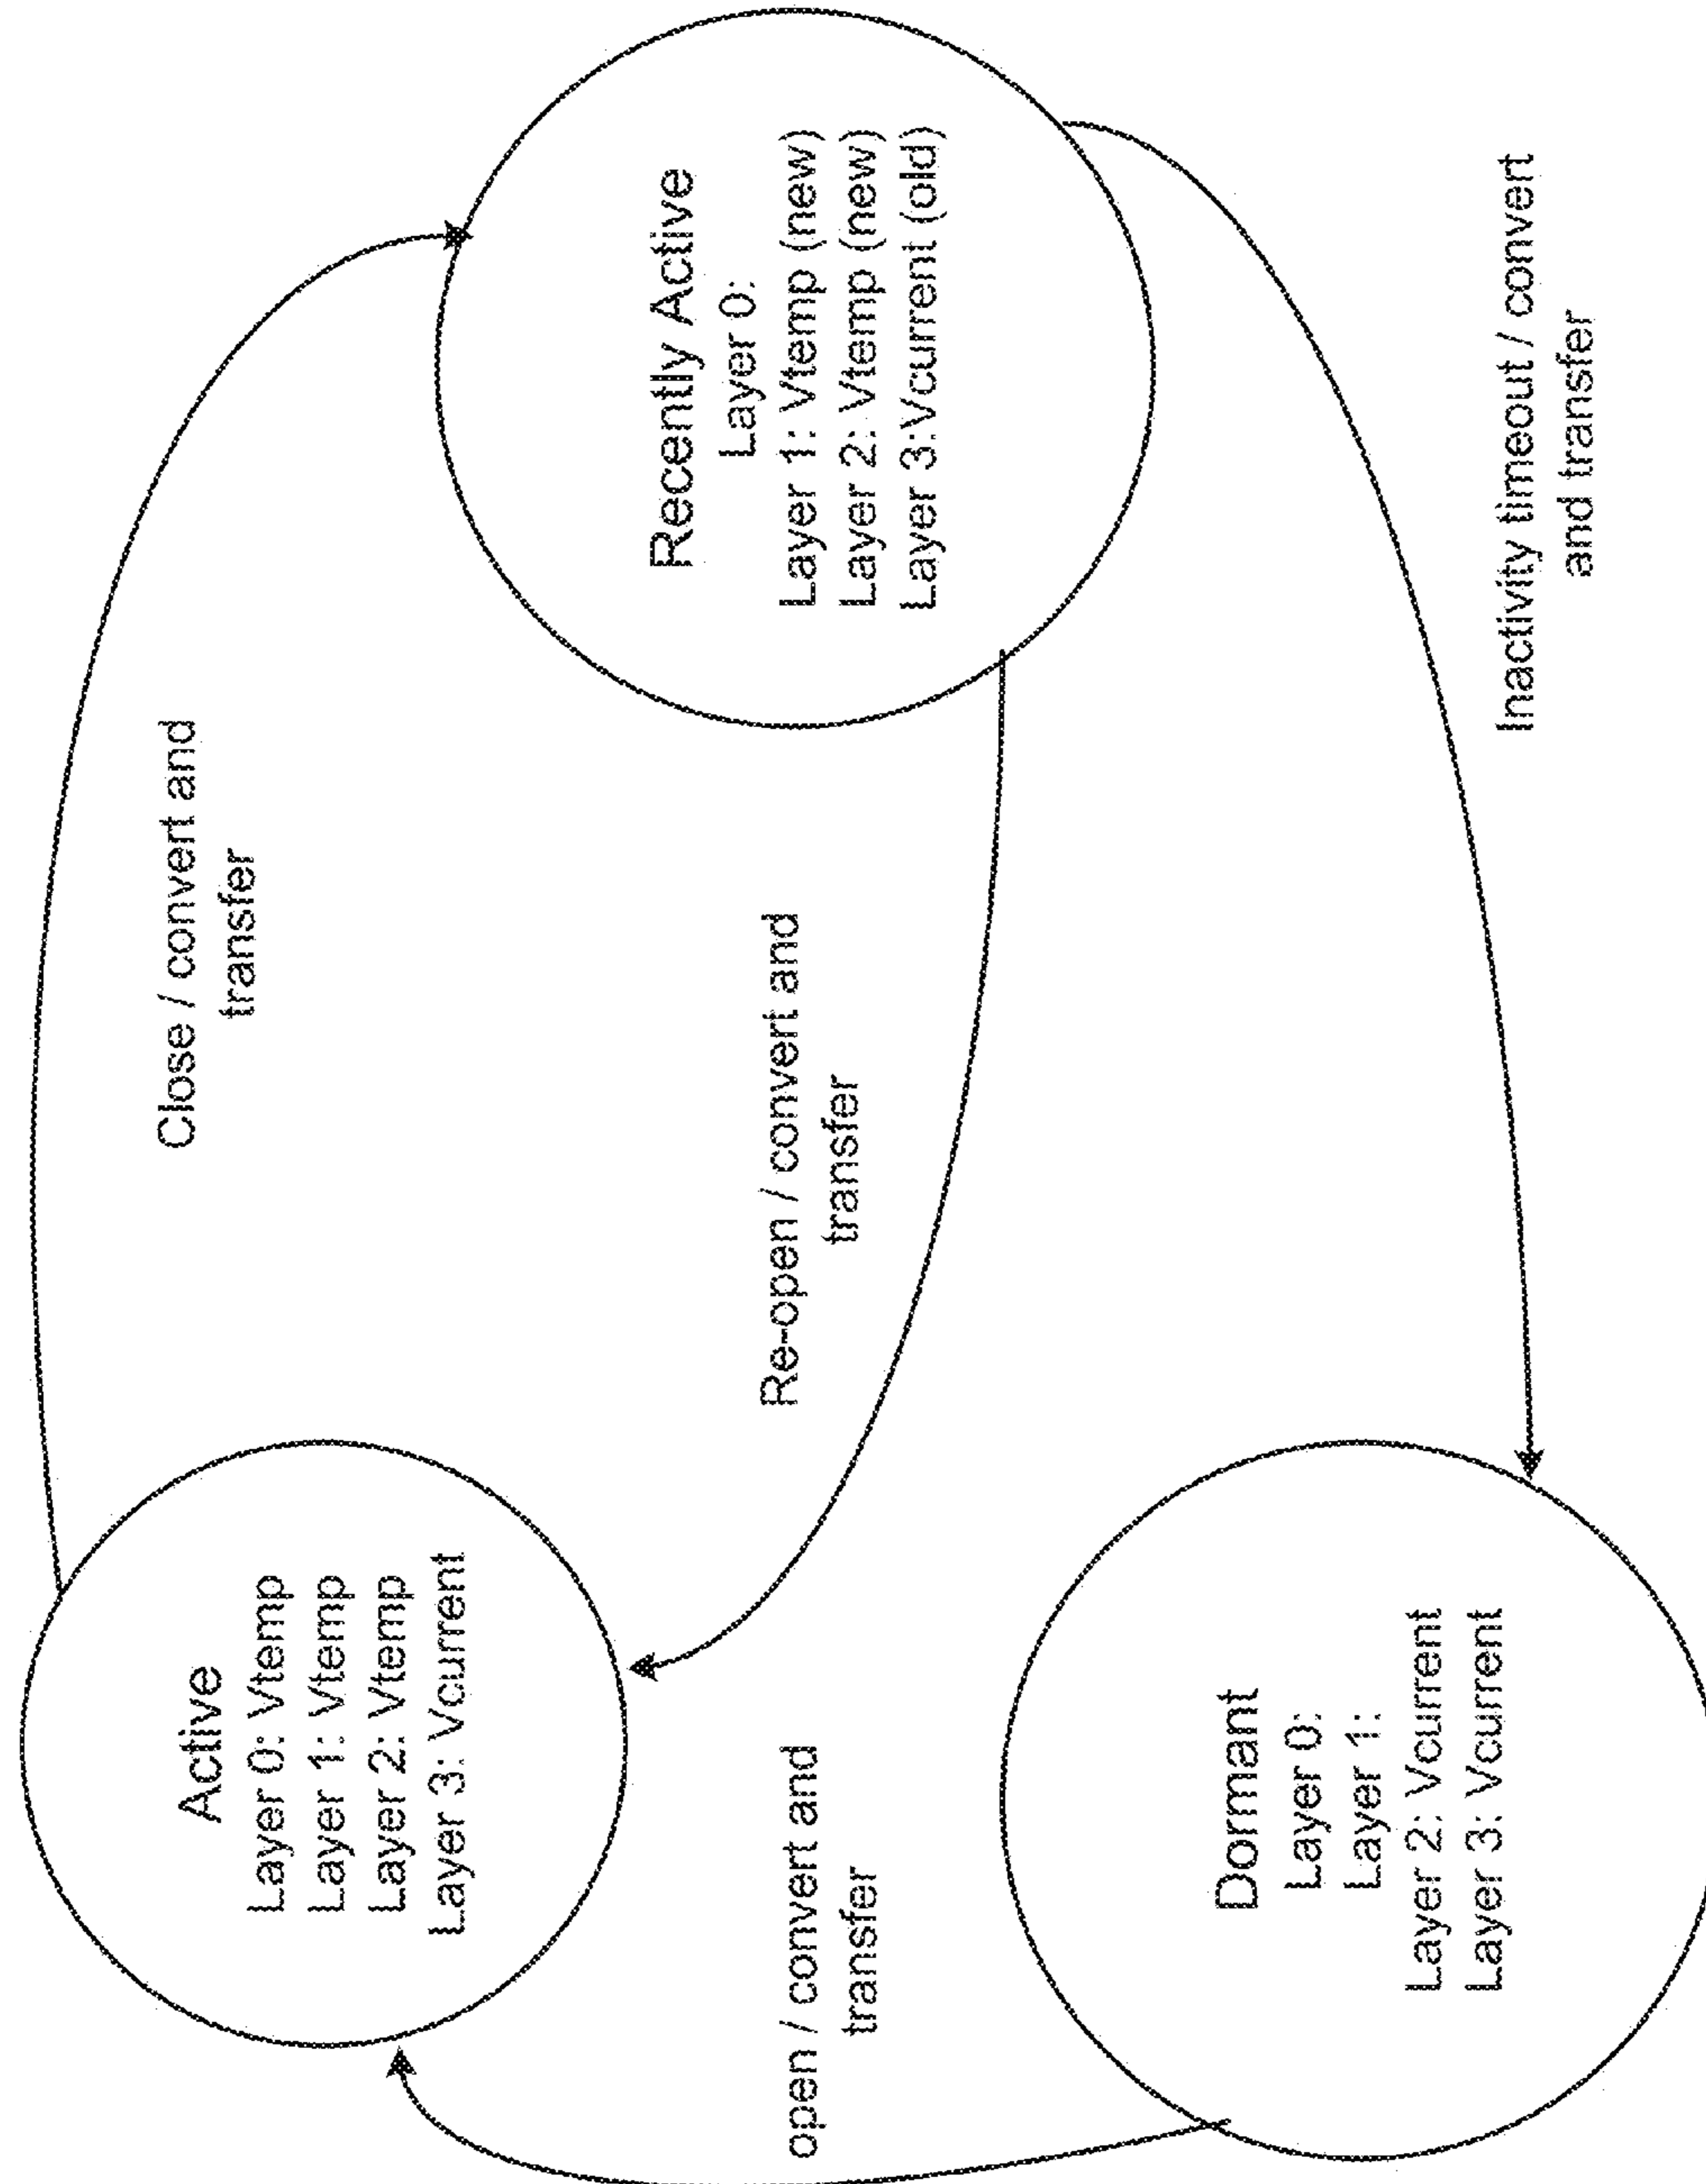 Active
Layer 0: Vtemp
Layer 1: Vtemp
Layer 2: Vtemp
Layer 3: Vcurrent
Close / convert and
transfer
Recently Active
Layer 0:
Layer 1: Vtemp (new)
Layer 2: Vtemp (new)
Layer 3:Vcurrent (old)
open / convert and
transfer
Re-open / convert and
transfer
Dormant
Layer 0:
Layer 1:
Layer 2: Vcurrent
Layer 3: Vcurrent
Inactivity timeout / convert
and transfer